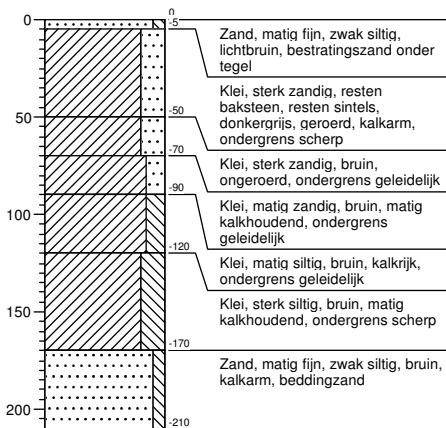 0
0
-5
Zand, matig fijn, zwak siltig,
lichtbruin, bestratingszand onder
tegel
Klei, sterk zandig, resten
baksteen, resten sintels,
donkergrijs, geroerd, kalkarm,
ondergrens scherp
50
-50
Klei, sterk zandig, bruin,
ongeroerd, ondergrens geleidelijk
-70
Klei, matig zandig, bruin, matig
kalkhoudend, ondergrens
geleidelijk
-90
100
Klei, matig siltig, bruin, kalkrijk,
ondergrens geleidelijk
-120
Klei, sterk siltig, bruin, matig
kalkhoudend, ondergrens scherp
150
-170
Zand, matig fijn, zwak siltig, bruin,
kalkarm, beddingzand
200
-210